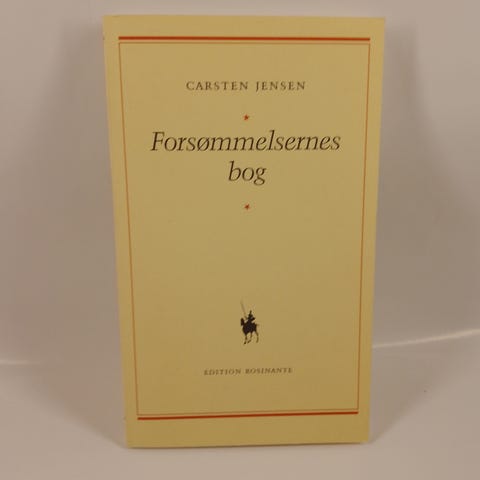 CARSTEN JENSEN
Forsømmelsernes
bog
EDITION ROSINANTE